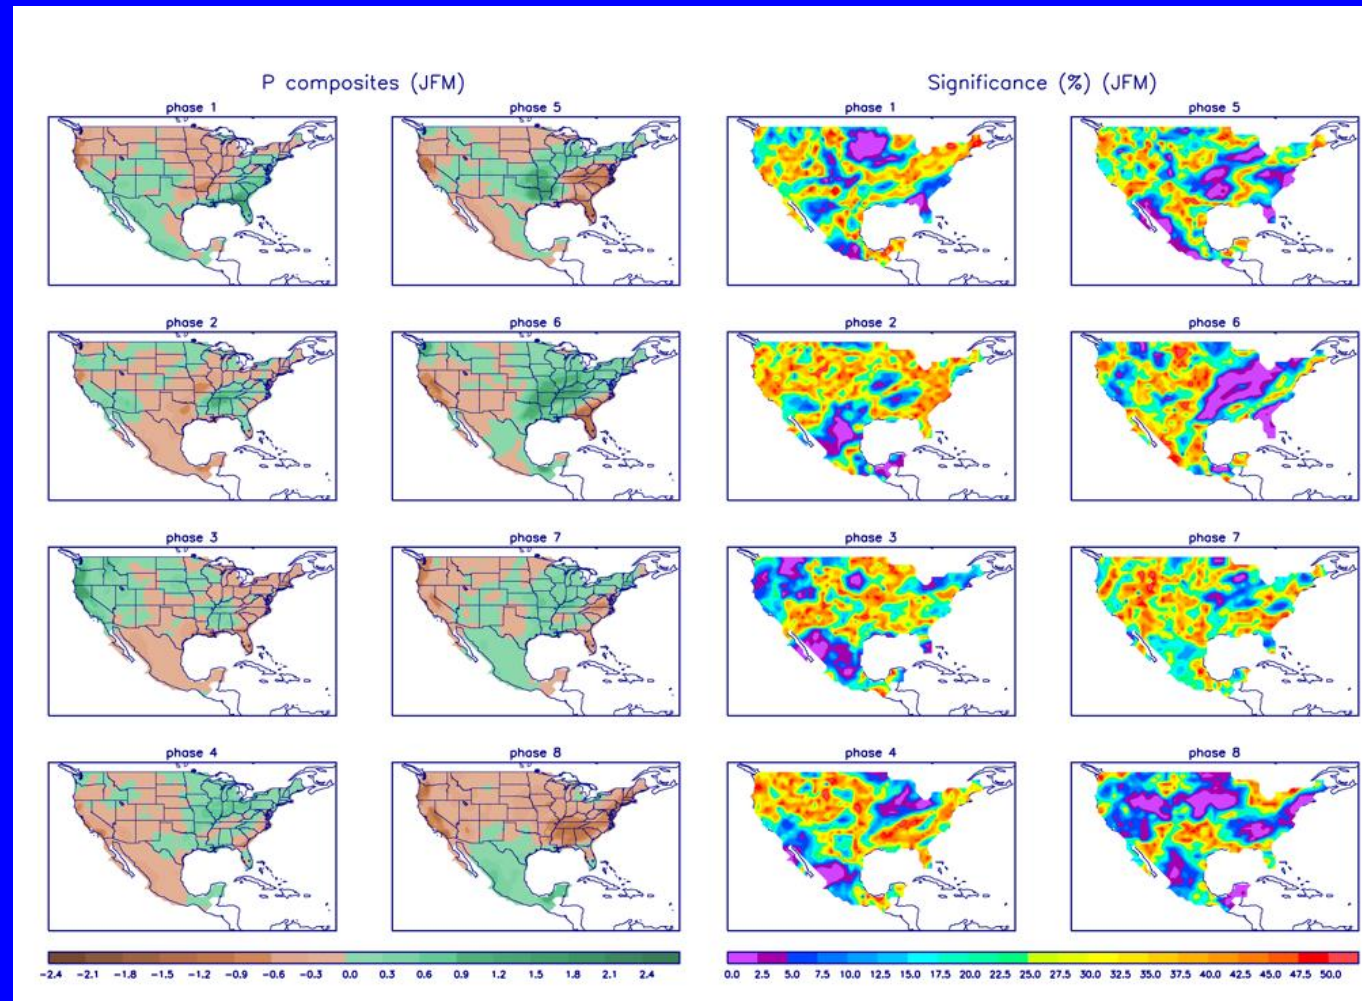 P composites (JFM) Significance (%) (JFM)
phase 1 phase 5 phase 1 phase 5
phase 2 phase 6 phase 2 phase 6
phase 3 phase 7 phase 3 phase 7
phase 4 phase 8 phase 4 phase 8
−2.4 −2.1 −1.8 −1.5 −1.2 −0.9 −0.6 −0.3 0.0 0.3 0.6 0.9 1.2 1.5 1.8 2.1 2.4 0.0 2.5 5.0 7.5 10.0 12.5 15.0 17.5 20.0 22.5 25.0 27.5 30.0 32.5 35.0 37.5 40.0 42.5 45.0 47.5 50.0